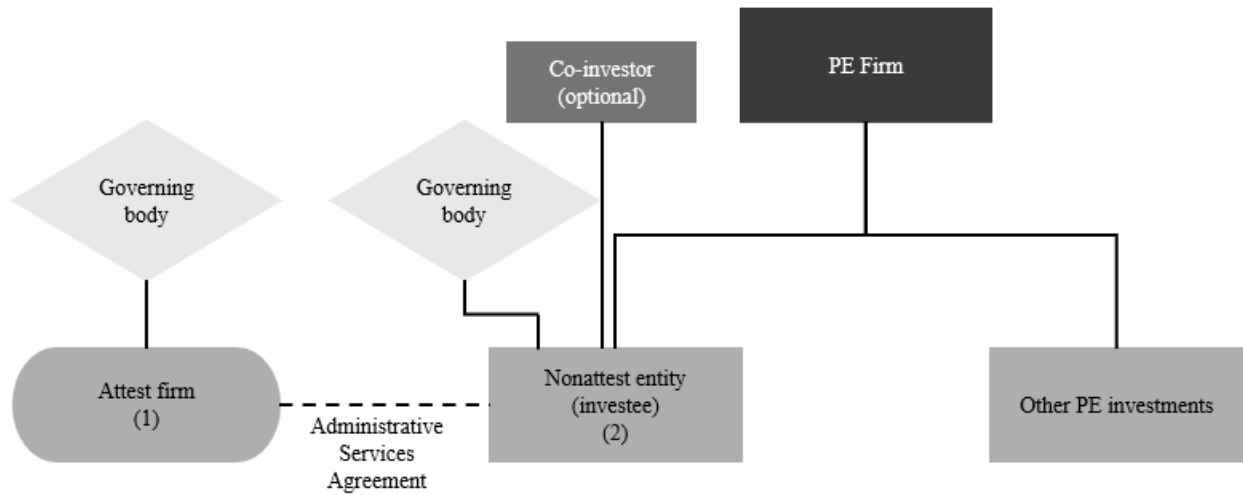 Co-investor
(optional)
PE Firm
Governing
body
Governing
body
Attest firm
(1)
Administrative
Services
Agreement
Nonattest entity
(investee)
(2)
Other PE investments